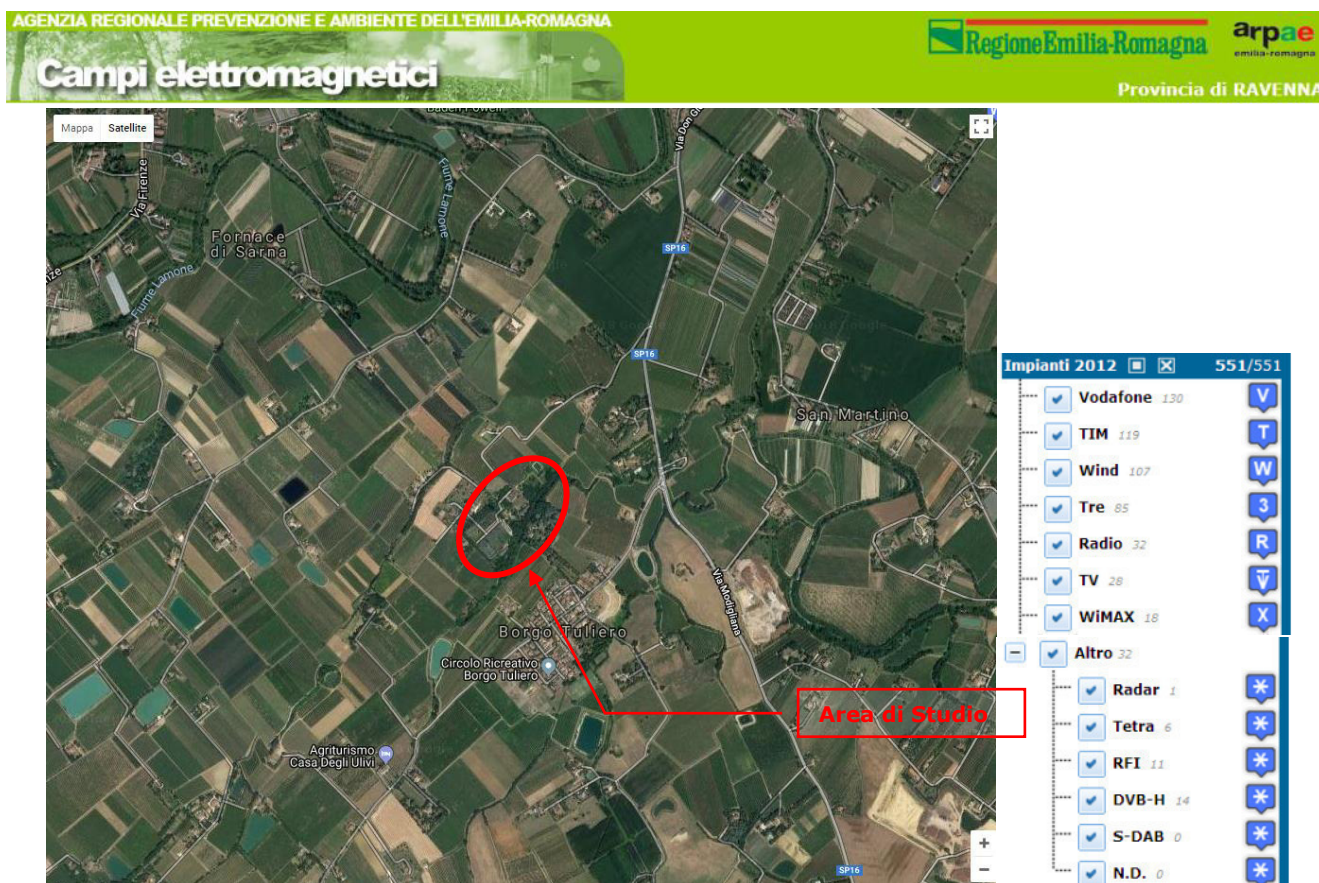 AGENZIA REGIONALE PREVENZIONE E AMBIENTE DELL'EMILIA-ROMAGNA
Campi elettromagnetici
RegioneEmilia-Romagna
arpae
emilia-romagna
Provincia di RAVENNA
Mappa Satellite
Baden Powell
Via Firenze
Fiume Lamone
Fornace
di Sarna
Fiume Lamone
SP16
SP16
San Martino
Via Modigliana
Borgo Tuliero
Circolo Ricreativo
Borgo Tuliero
Area di Studio
Agriturismo
Casa Degli Ulivi
SP16
+
−
Impianti 2012 551/551
Vodafone 130 V
TIM 119 T
Wind 107 W
Tre 85 3
Radio 32 R
TV 28 TV
WiMAX 18 X
Altro 32
Radar 1
Tetra 6
RFI 11
DVB-H 14
S-DAB 0
N.D. 0